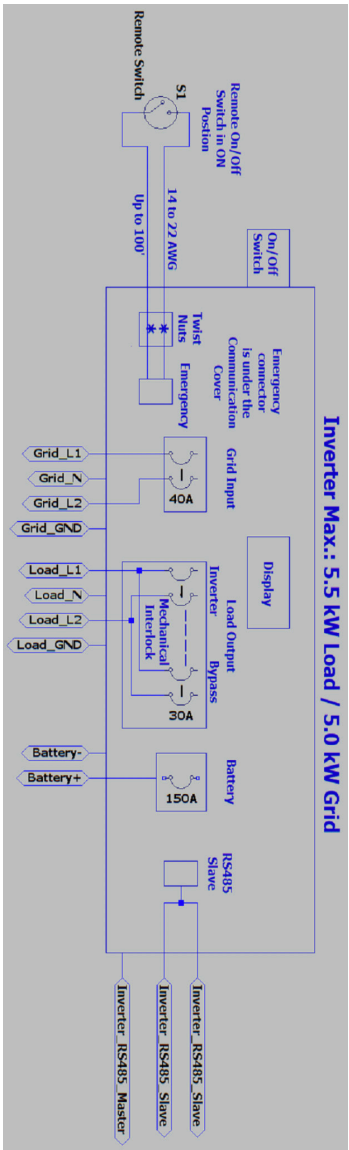 Inverter Max.: 5.5 kW Load / 5.0 kW Grid
Remote On/Off
Switch in ON
Postion
S1
Remote Switch
14 to 22 AWG
Up to 100'
On/Off
Switch
Emergency
connector
is under the
Communication
Cover
Twist
Nuts
* *
Emergency
Display
Grid Input
40A
Load Output
Inverter
Bypass
Mechanical
Interlock
30A
Battery
150A
RS485
Slave
Grid_L1
Grid_N
Grid_L2
Grid_GND
Load_L1
Load_N
Load_L2
Load_GND
Battery-
Battery+
Inverter_RS485_Slave
Inverter_RS485_Slave
Inverter_RS485_Master